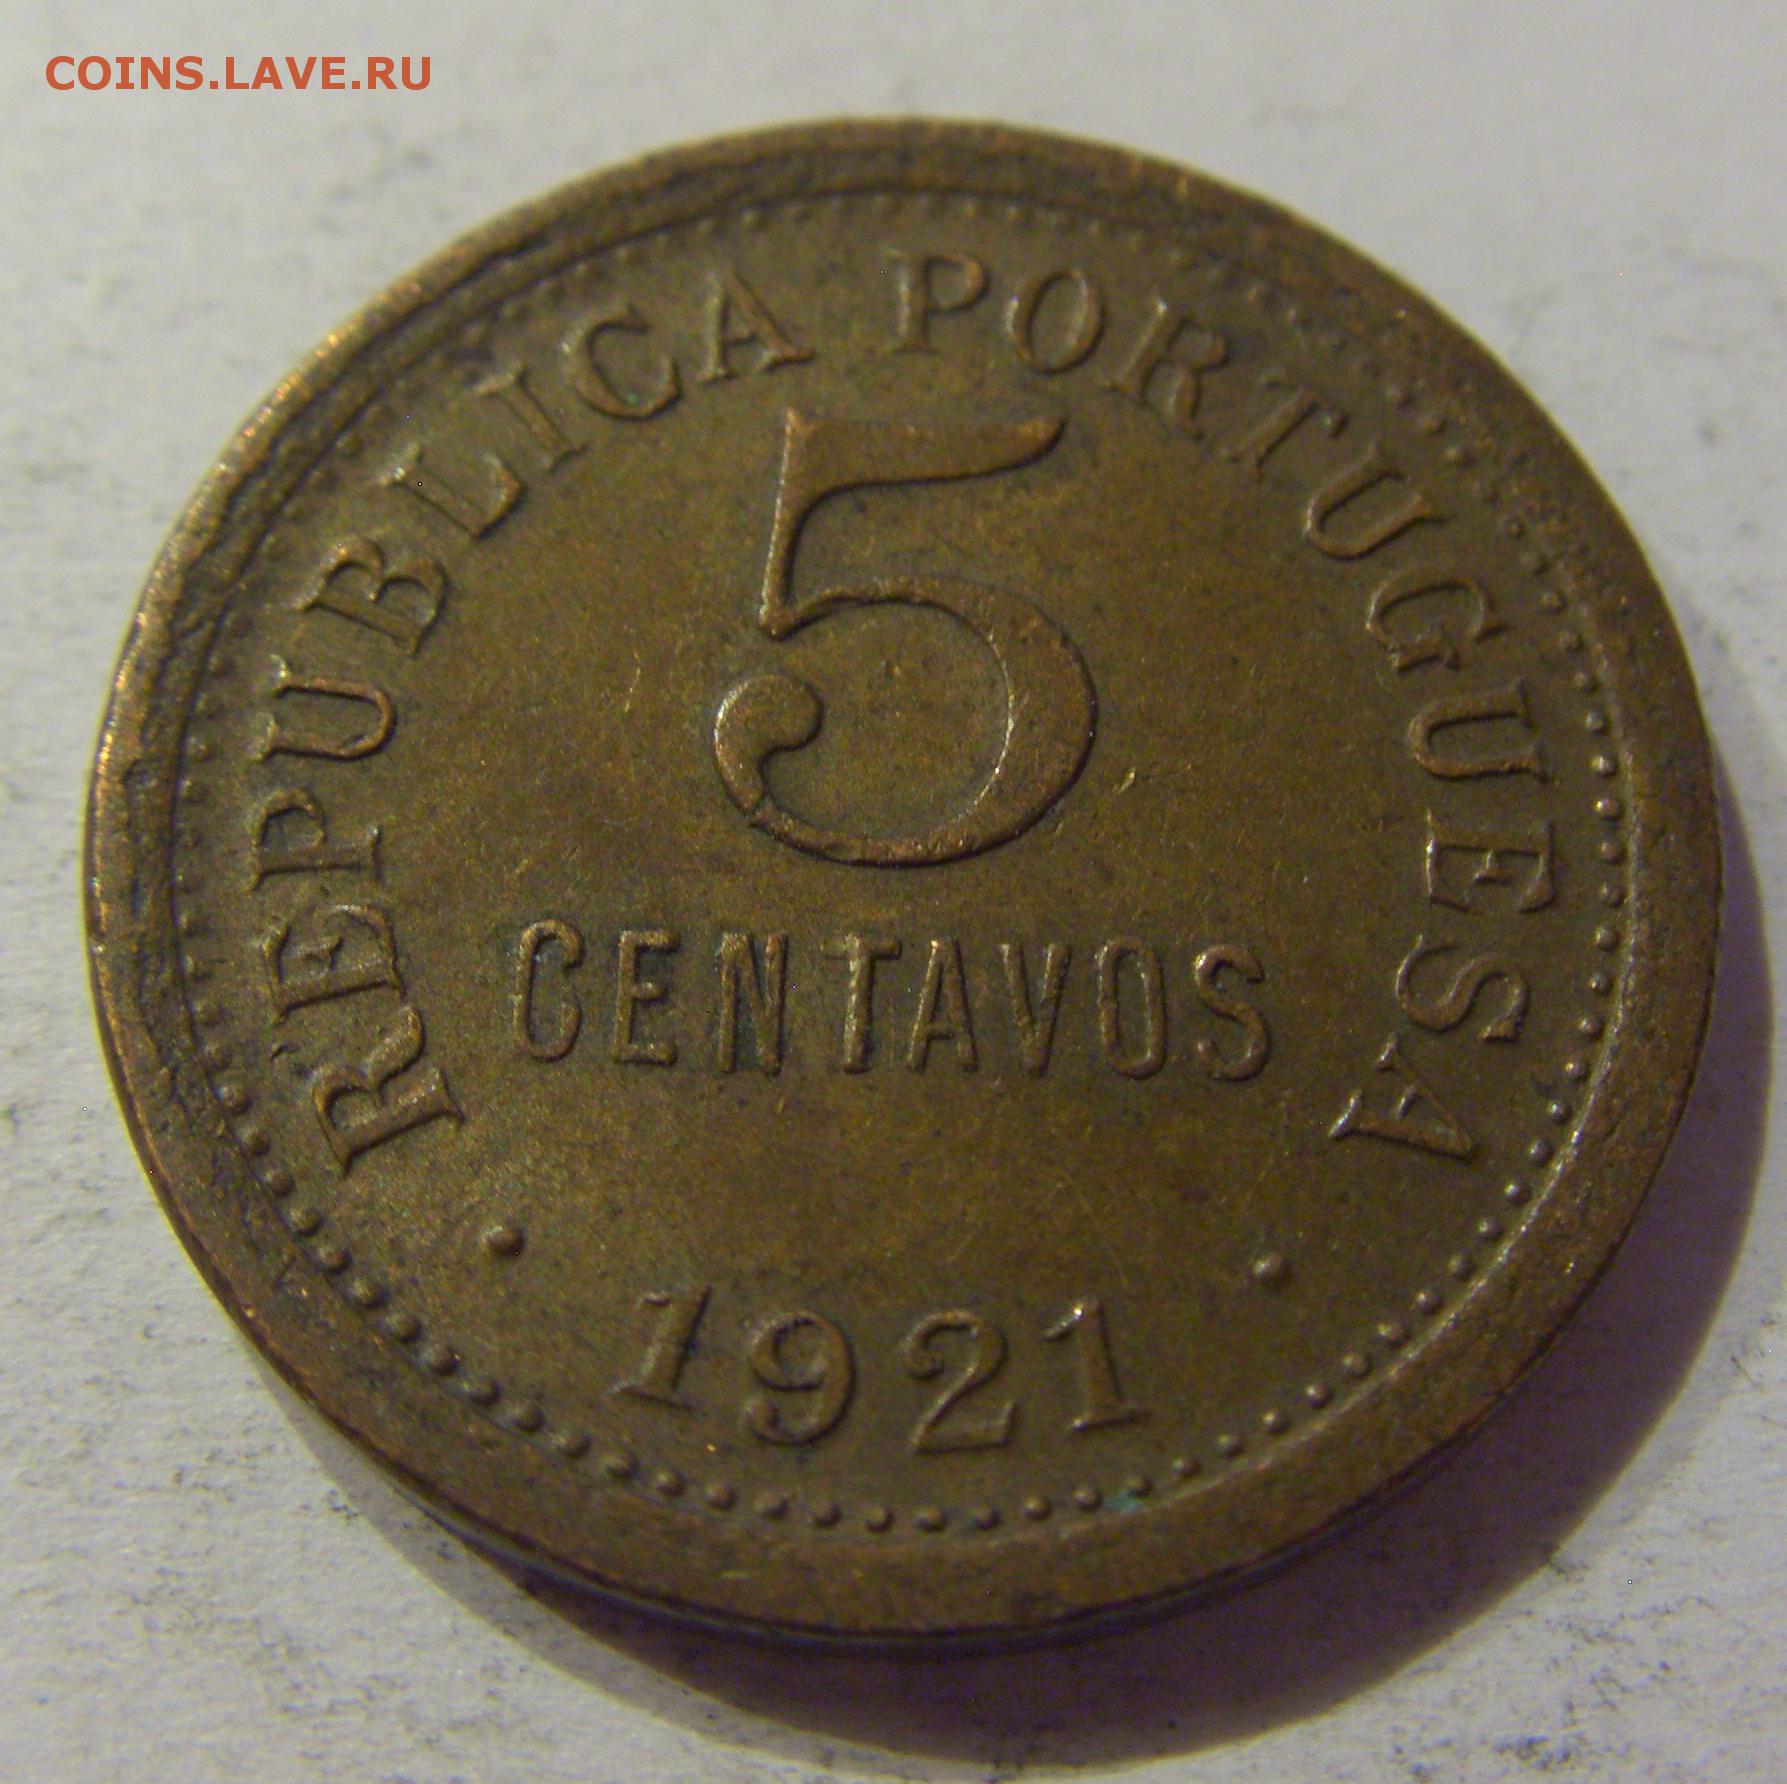 COINS.LAVE.RU
REPUBLICA PORTUGUESA
5
CENTAVOS
· 1921 ·